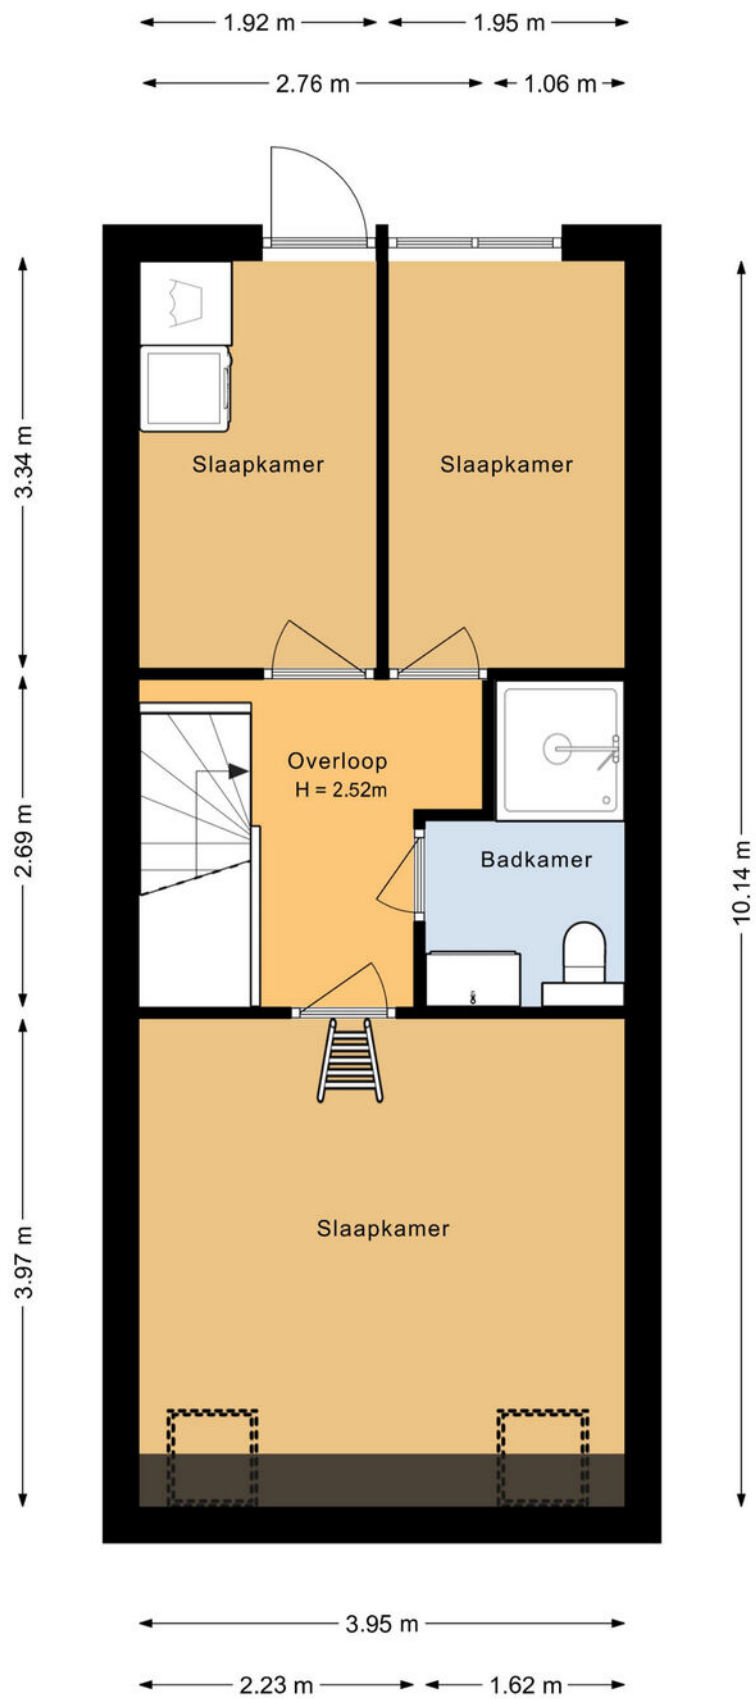 1.92 m
1.95 m
2.76 m
1.06 m
3.34 m
Slaapkamer
Slaapkamer
2.69 m
Overloop
H = 2.52m
Badkamer
10.14 m
3.97 m
Slaapkamer
3.95 m
2.23 m
1.62 m